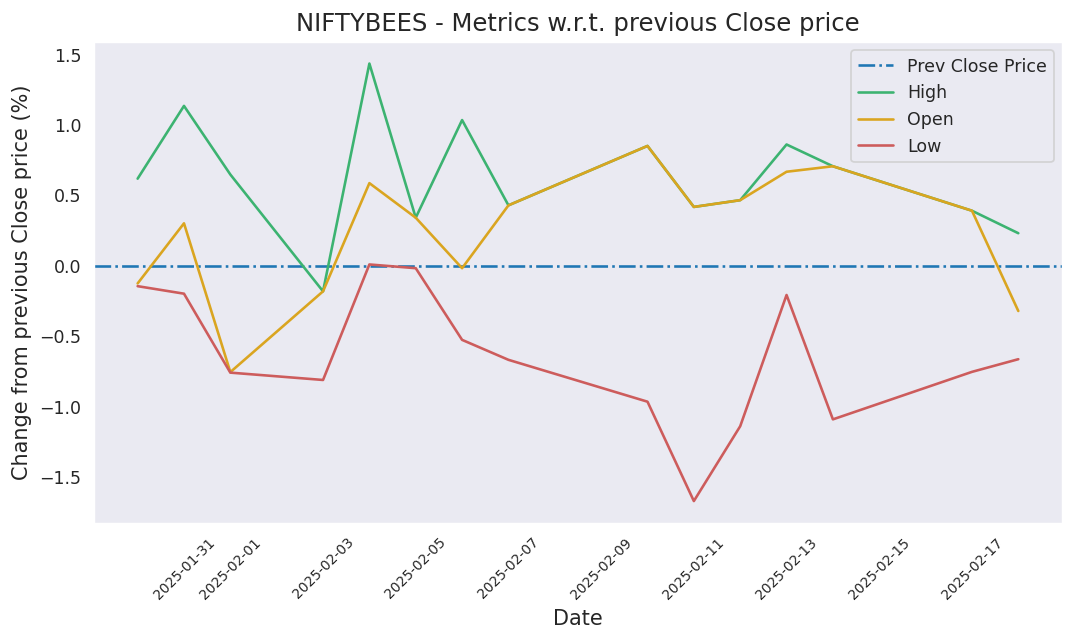 NIFTYBEES - Metrics w.r.t. previous Close price
Change from previous Close price (%)
1.5
1.0
0.5
0.0
−0.5
−1.0
−1.5
Prev Close Price
High
Open
Low
2025-01-31
2025-02-01
2025-02-03
2025-02-05
2025-02-07
2025-02-09
2025-02-11
2025-02-13
2025-02-15
2025-02-17
Date